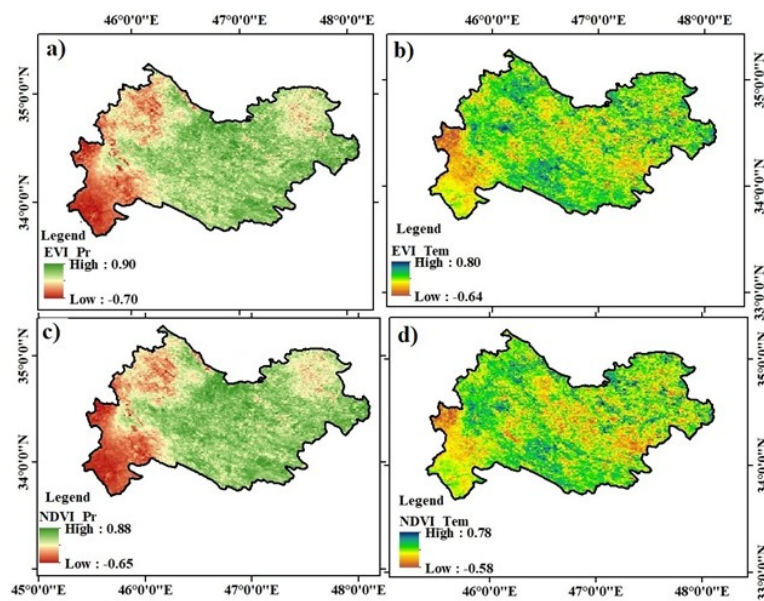 46°0'0"E 47°0'0"E 48°0'0"E 46°0'0"E 47°0'0"E 48°0'0"E
a)
b)
35°0'0"N
34°0'0"N
35°0'0"N
34°0'0"N
33°0'0"N
Legend
EVI_Pr
High : 0.90
Low : -0.70
Legend
EVI_Tem
High : 0.80
Low : -0.64
c)
d)
35°0'0"N
34°0'0"N
35°0'0"N
34°0'0"N
33°0'0"N
Legend
NDVI_Pr
High : 0.88
Low : -0.65
Legend
NDVI_Tem
High : 0.78
Low : -0.58
45°0'0"E 46°0'0"E 47°0'0"E 48°0'0"E 46°0'0"E 47°0'0"E 48°0'0"E